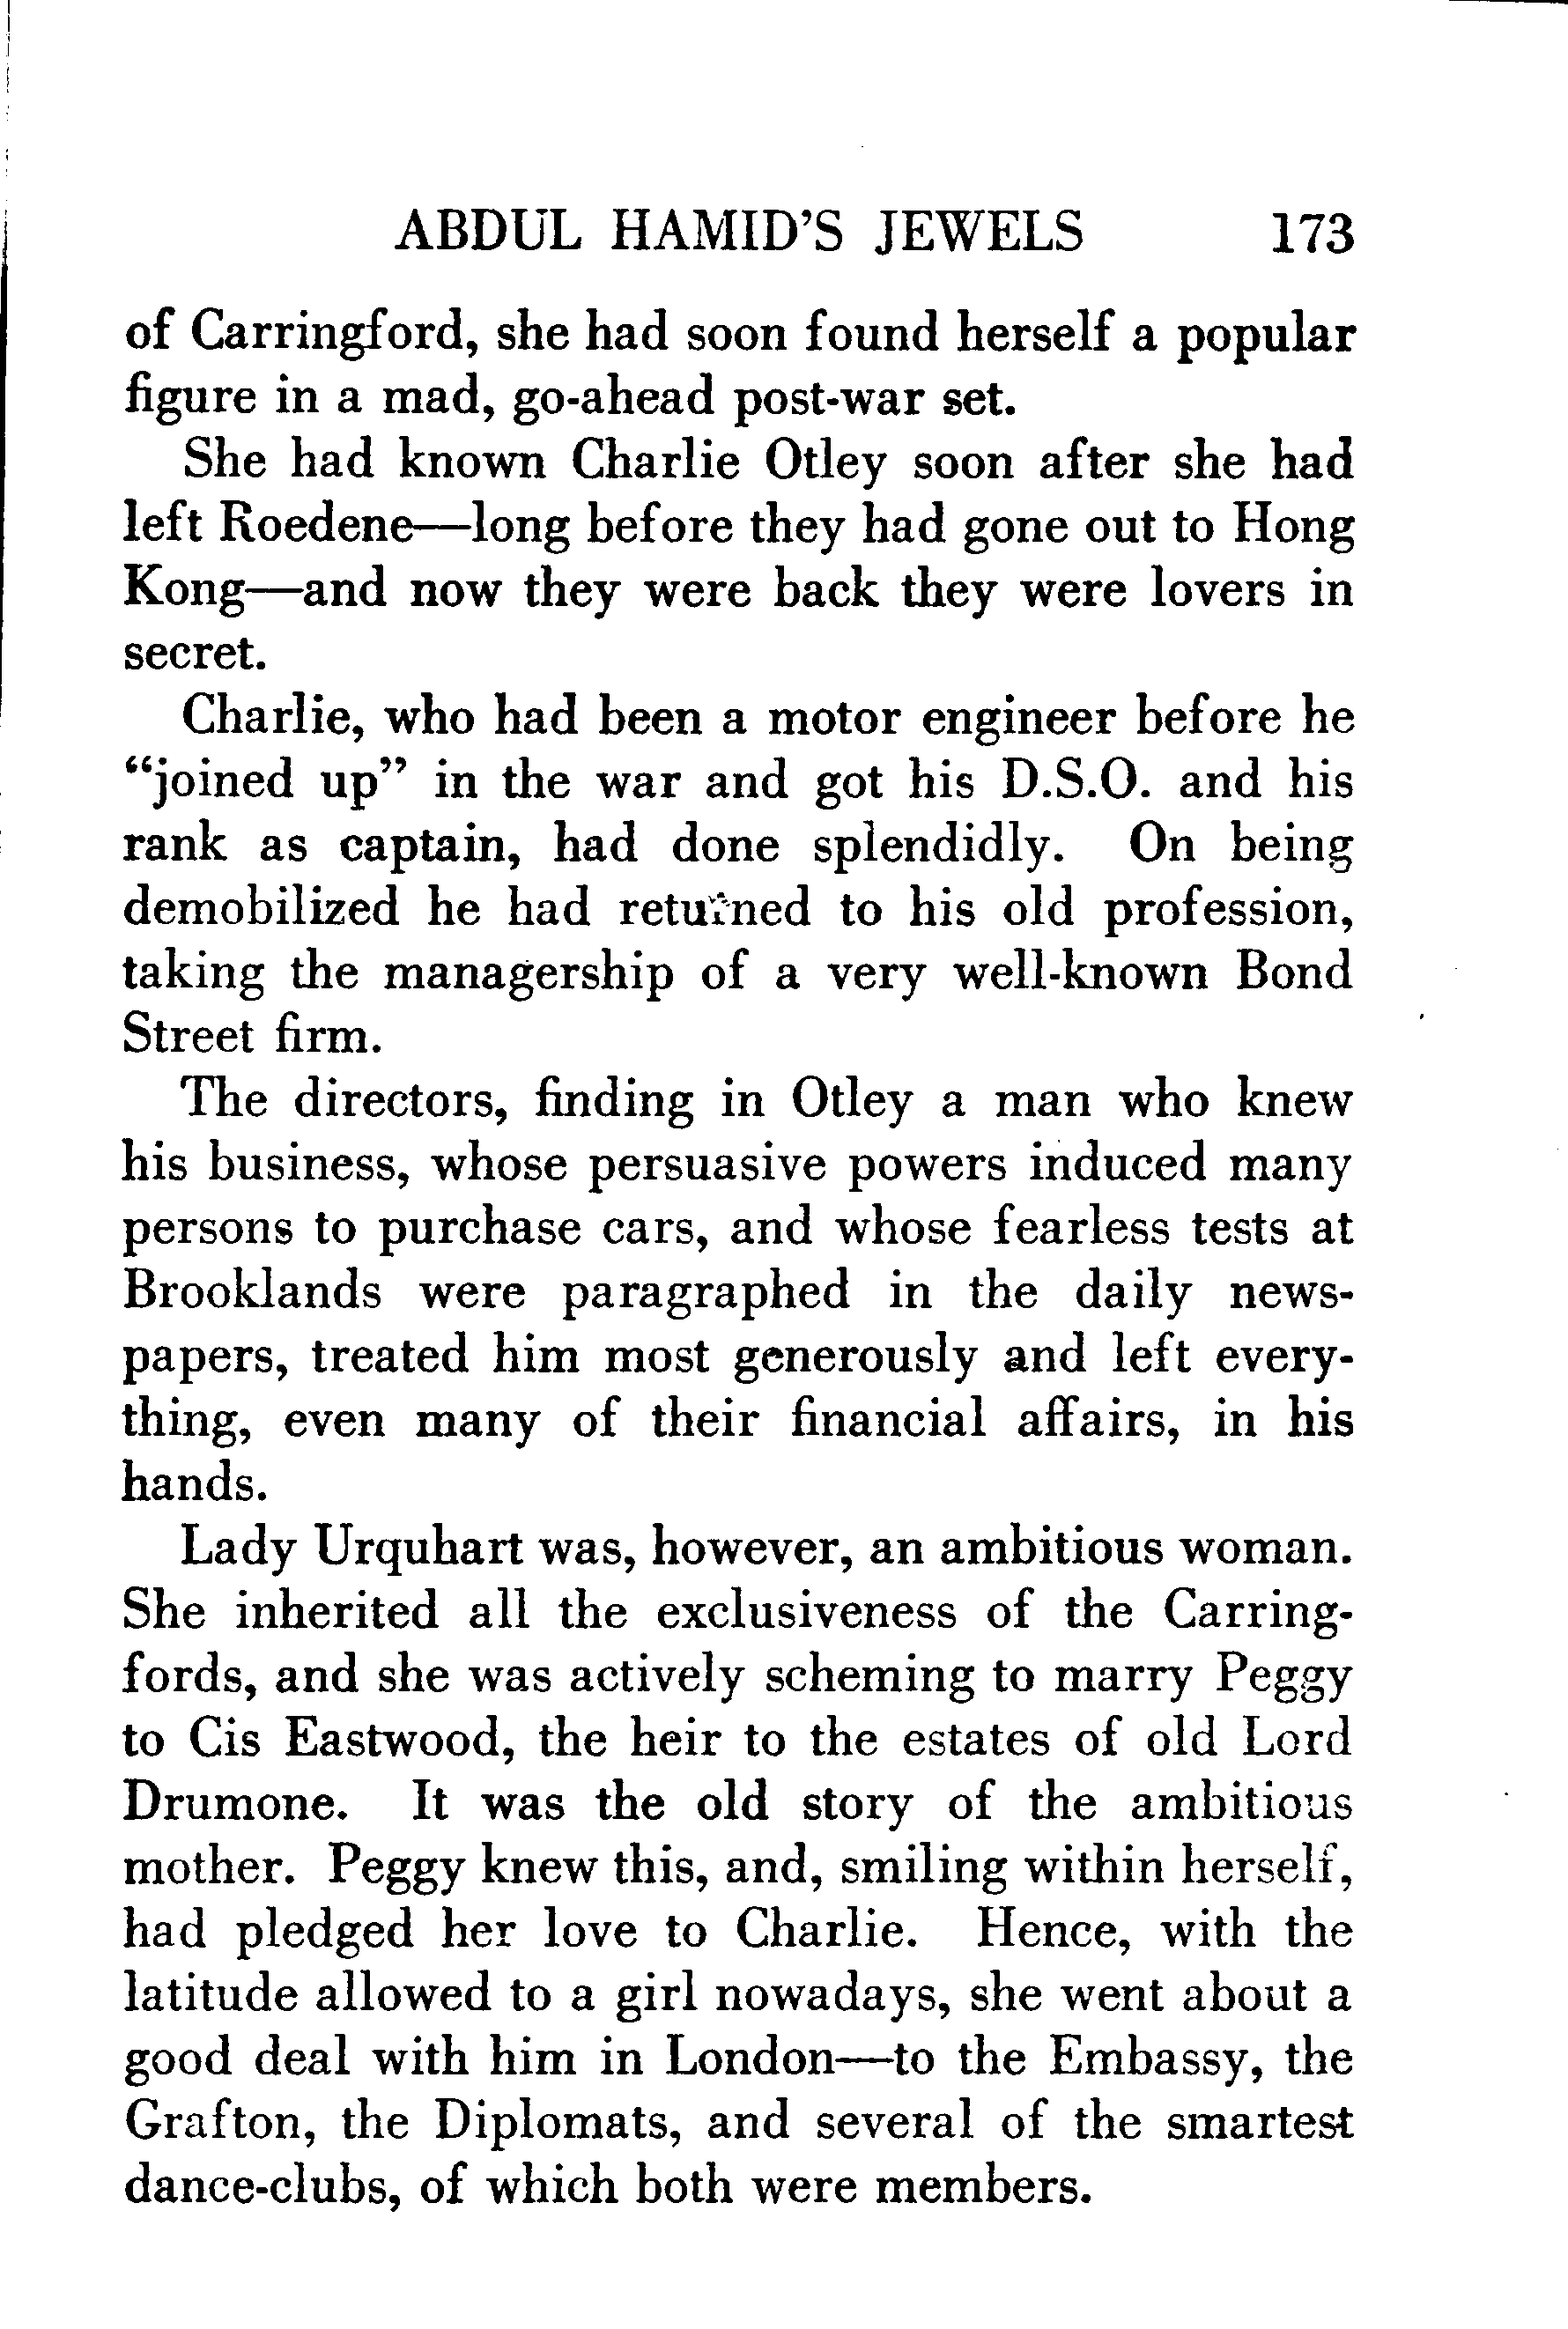 ABDUL HAMID'S JEWELS 173
of Carringford, she had soon found herself a popular
figure in a mad, go-ahead post-war set.
She had known Charlie Otley soon after she had
left Roedene—long before they had gone out to Hong
Kong—and now they were back they were lovers in
secret.
Charlie, who had been a motor engineer before he
“joined up” in the war and got his D.S.O. and his
rank as captain, had done splendidly. On being
demobilized he had returned to his old profession,
taking the managership of a very well-known Bond
Street firm.
The directors, finding in Otley a man who knew
his business, whose persuasive powers induced many
persons to purchase cars, and whose fearless tests at
Brooklands were paragraphed in the daily news-
papers, treated him most generously and left every-
thing, even many of their financial affairs, in his
hands.
Lady Urquhart was, however, an ambitious woman.
She inherited all the exclusiveness of the Carring-
fords, and she was actively scheming to marry Peggy
to Cis Eastwood, the heir to the estates of old Lord
Drumone. It was the old story of the ambitious
mother. Peggy knew this, and, smiling within herself,
had pledged her love to Charlie. Hence, with the
latitude allowed to a girl nowadays, she went about a
good deal with him in London—to the Embassy, the
Grafton, the Diplomats, and several of the smartest
dance-clubs, of which both were members.